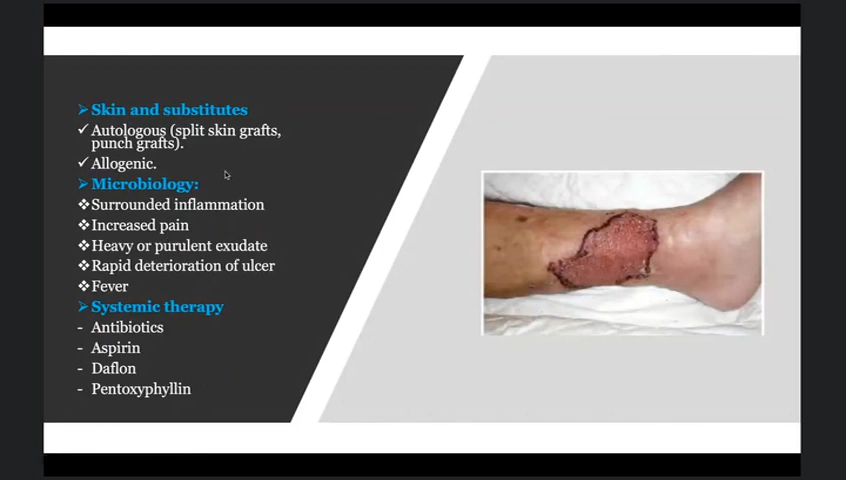 ➢Skin and substitutes
✓Autologous (split skin grafts,
punch grafts).
✓Allogenic.
➢Microbiology:
❖Surrounded inflammation
❖Increased pain
❖Heavy or purulent exudate
❖Rapid deterioration of ulcer
❖Fever
➢Systemic therapy
- Antibiotics
- Aspirin
- Daflon
- Pentoxyphyllin